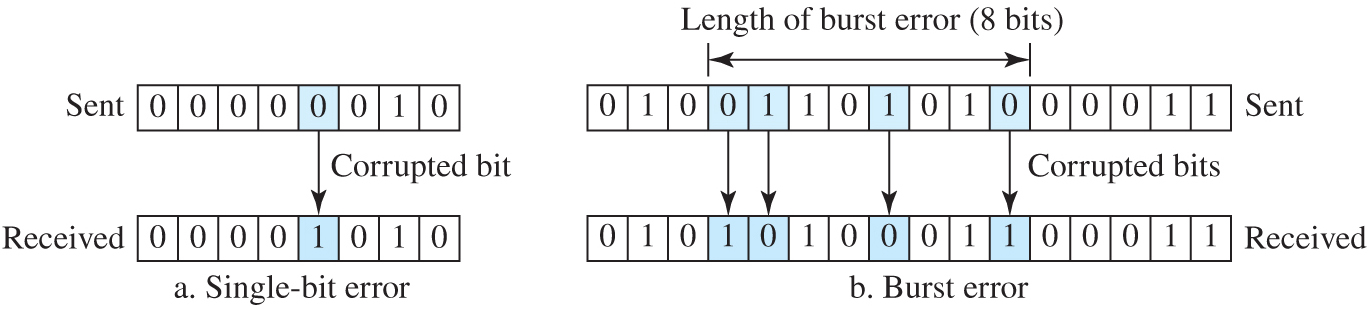 Length of burst error (8 bits)
Sent 0 0 0 0 0 0 1 0
0 1 0 0 1 1 0 1 0 1 0 0 0 0 1 1 Sent
Corrupted bit
Corrupted bits
Received 0 0 0 0 1 0 1 0
0 1 0 1 0 1 0 0 0 1 1 0 0 0 1 1 Received
a. Single-bit error
b. Burst error